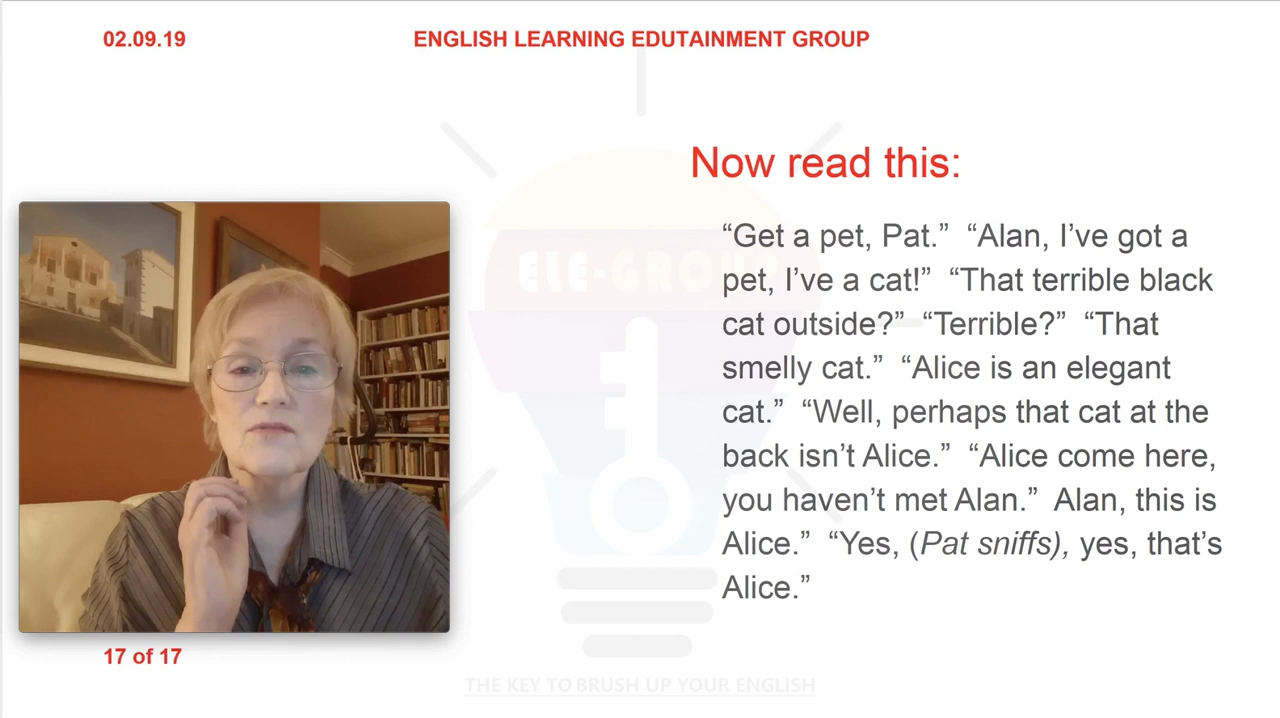 02.09.19
ENGLISH LEARNING EDUTAINMENT GROUP
Now read this:
“Get a pet, Pat.”  “Alan, I’ve got a
pet, I’ve a cat!”  “That terrible black
cat outside?”  “Terrible?”  “That
smelly cat.”  “Alice is an elegant
cat.”  “Well, perhaps that cat at the
back isn’t Alice.”  “Alice come here,
you haven’t met Alan.”  Alan, this is
Alice.”  “Yes, (Pat sniffs), yes, that’s
Alice.”
ELE-GROUP
17 of 17
THE KEY TO BRUSH UP YOUR ENGLISH